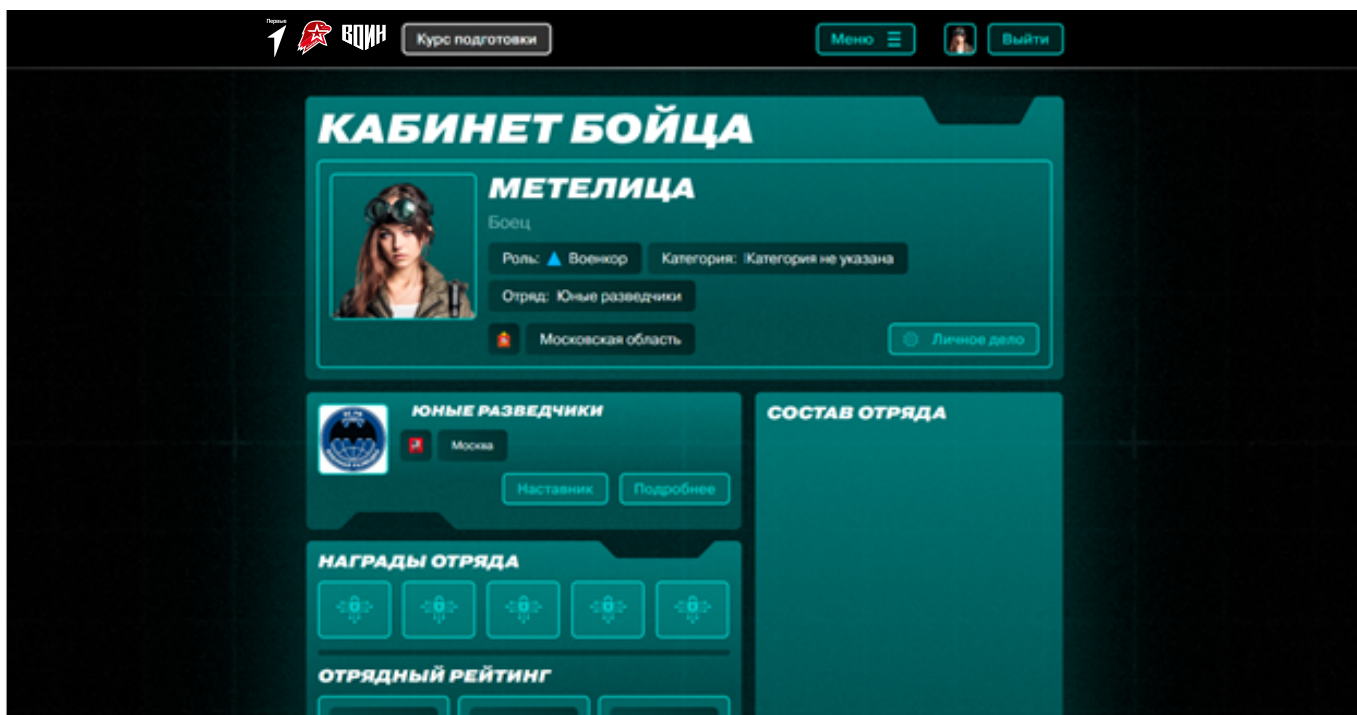 Первые
ВОИН
Курс подготовки
Меню
Выйти
КАБИНЕТ БОЙЦА
МЕТЕЛИЦА
Боец
Роль: Военкор
Категория: Категория не указана
Отряд: Юные разведчики
Московская область
Личное дело
ЮНЫЕ РАЗВЕДЧИКИ
Москва
Наставник
Подробнее
СОСТАВ ОТРЯДА
НАГРАДЫ ОТРЯДА
ОТРЯДНЫЙ РЕЙТИНГ